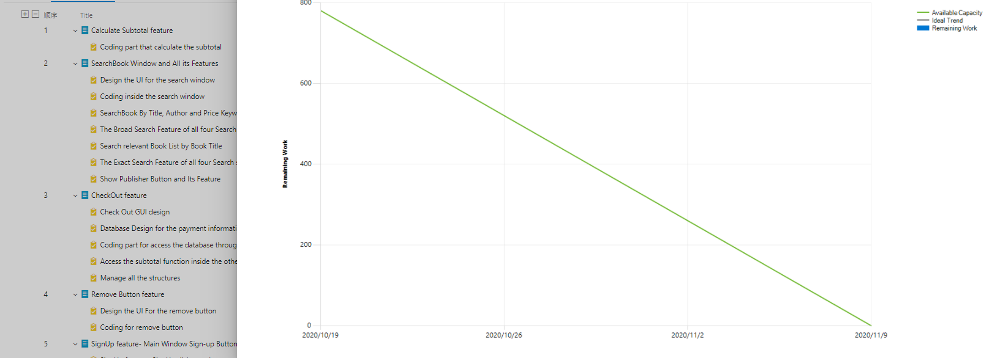 顺序 Title
1 Calculate Subtotal feature
Coding part that calculate the subtotal
2 SearchBook Window and All its Features
Design the UI for the search window
Coding inside the search window
SearchBook By Title, Author and Price Keyw
The Broad Search Feature of all four Search
Search relevant Book List by Book Title
The Exact Search Feature of all four Search
Show Publisher Button and Its Feature
3 CheckOut feature
Check Out GUI design
Database Design for the payment informati
Coding part for access the database throug
Access the subtotal function inside the othe
Manage all the structures
4 Remove Button feature
Design the UI For the remove button
Coding for remove button
5 SignUp feature- Main Window Sign-up Button
800
600
400
200
0
Remaining Work
2020/10/19 2020/10/26 2020/11/2 2020/11/9
Available Capacity
Ideal Trend
Remaining Work